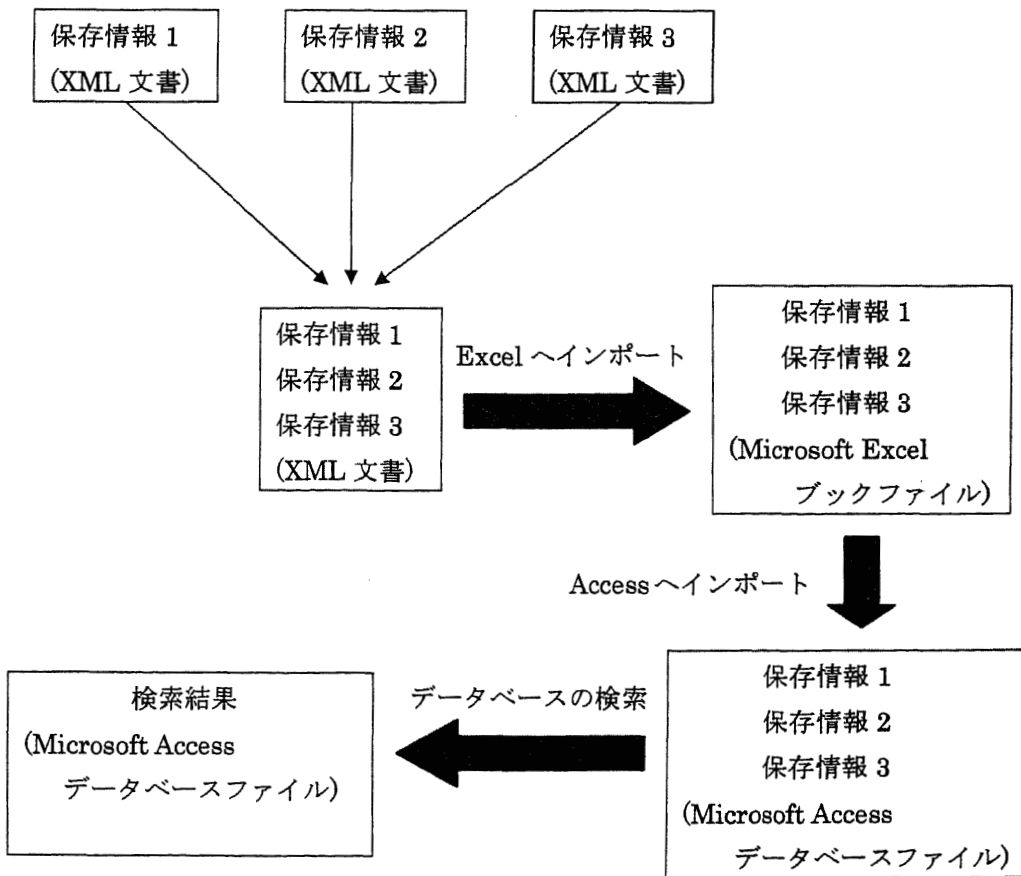 保存情報 1
(XML 文書)
保存情報 2
(XML 文書)
保存情報 3
(XML 文書)
保存情報 1
保存情報 2
保存情報 3
(XML 文書)
Excel へインポート
保存情報 1
保存情報 2
保存情報 3
(Microsoft Excel
ブックファイル)
Access へインポート
保存情報 1
保存情報 2
保存情報 3
(Microsoft Access
データベースファイル)
データベースの検索
検索結果
(Microsoft Access
データベースファイル)